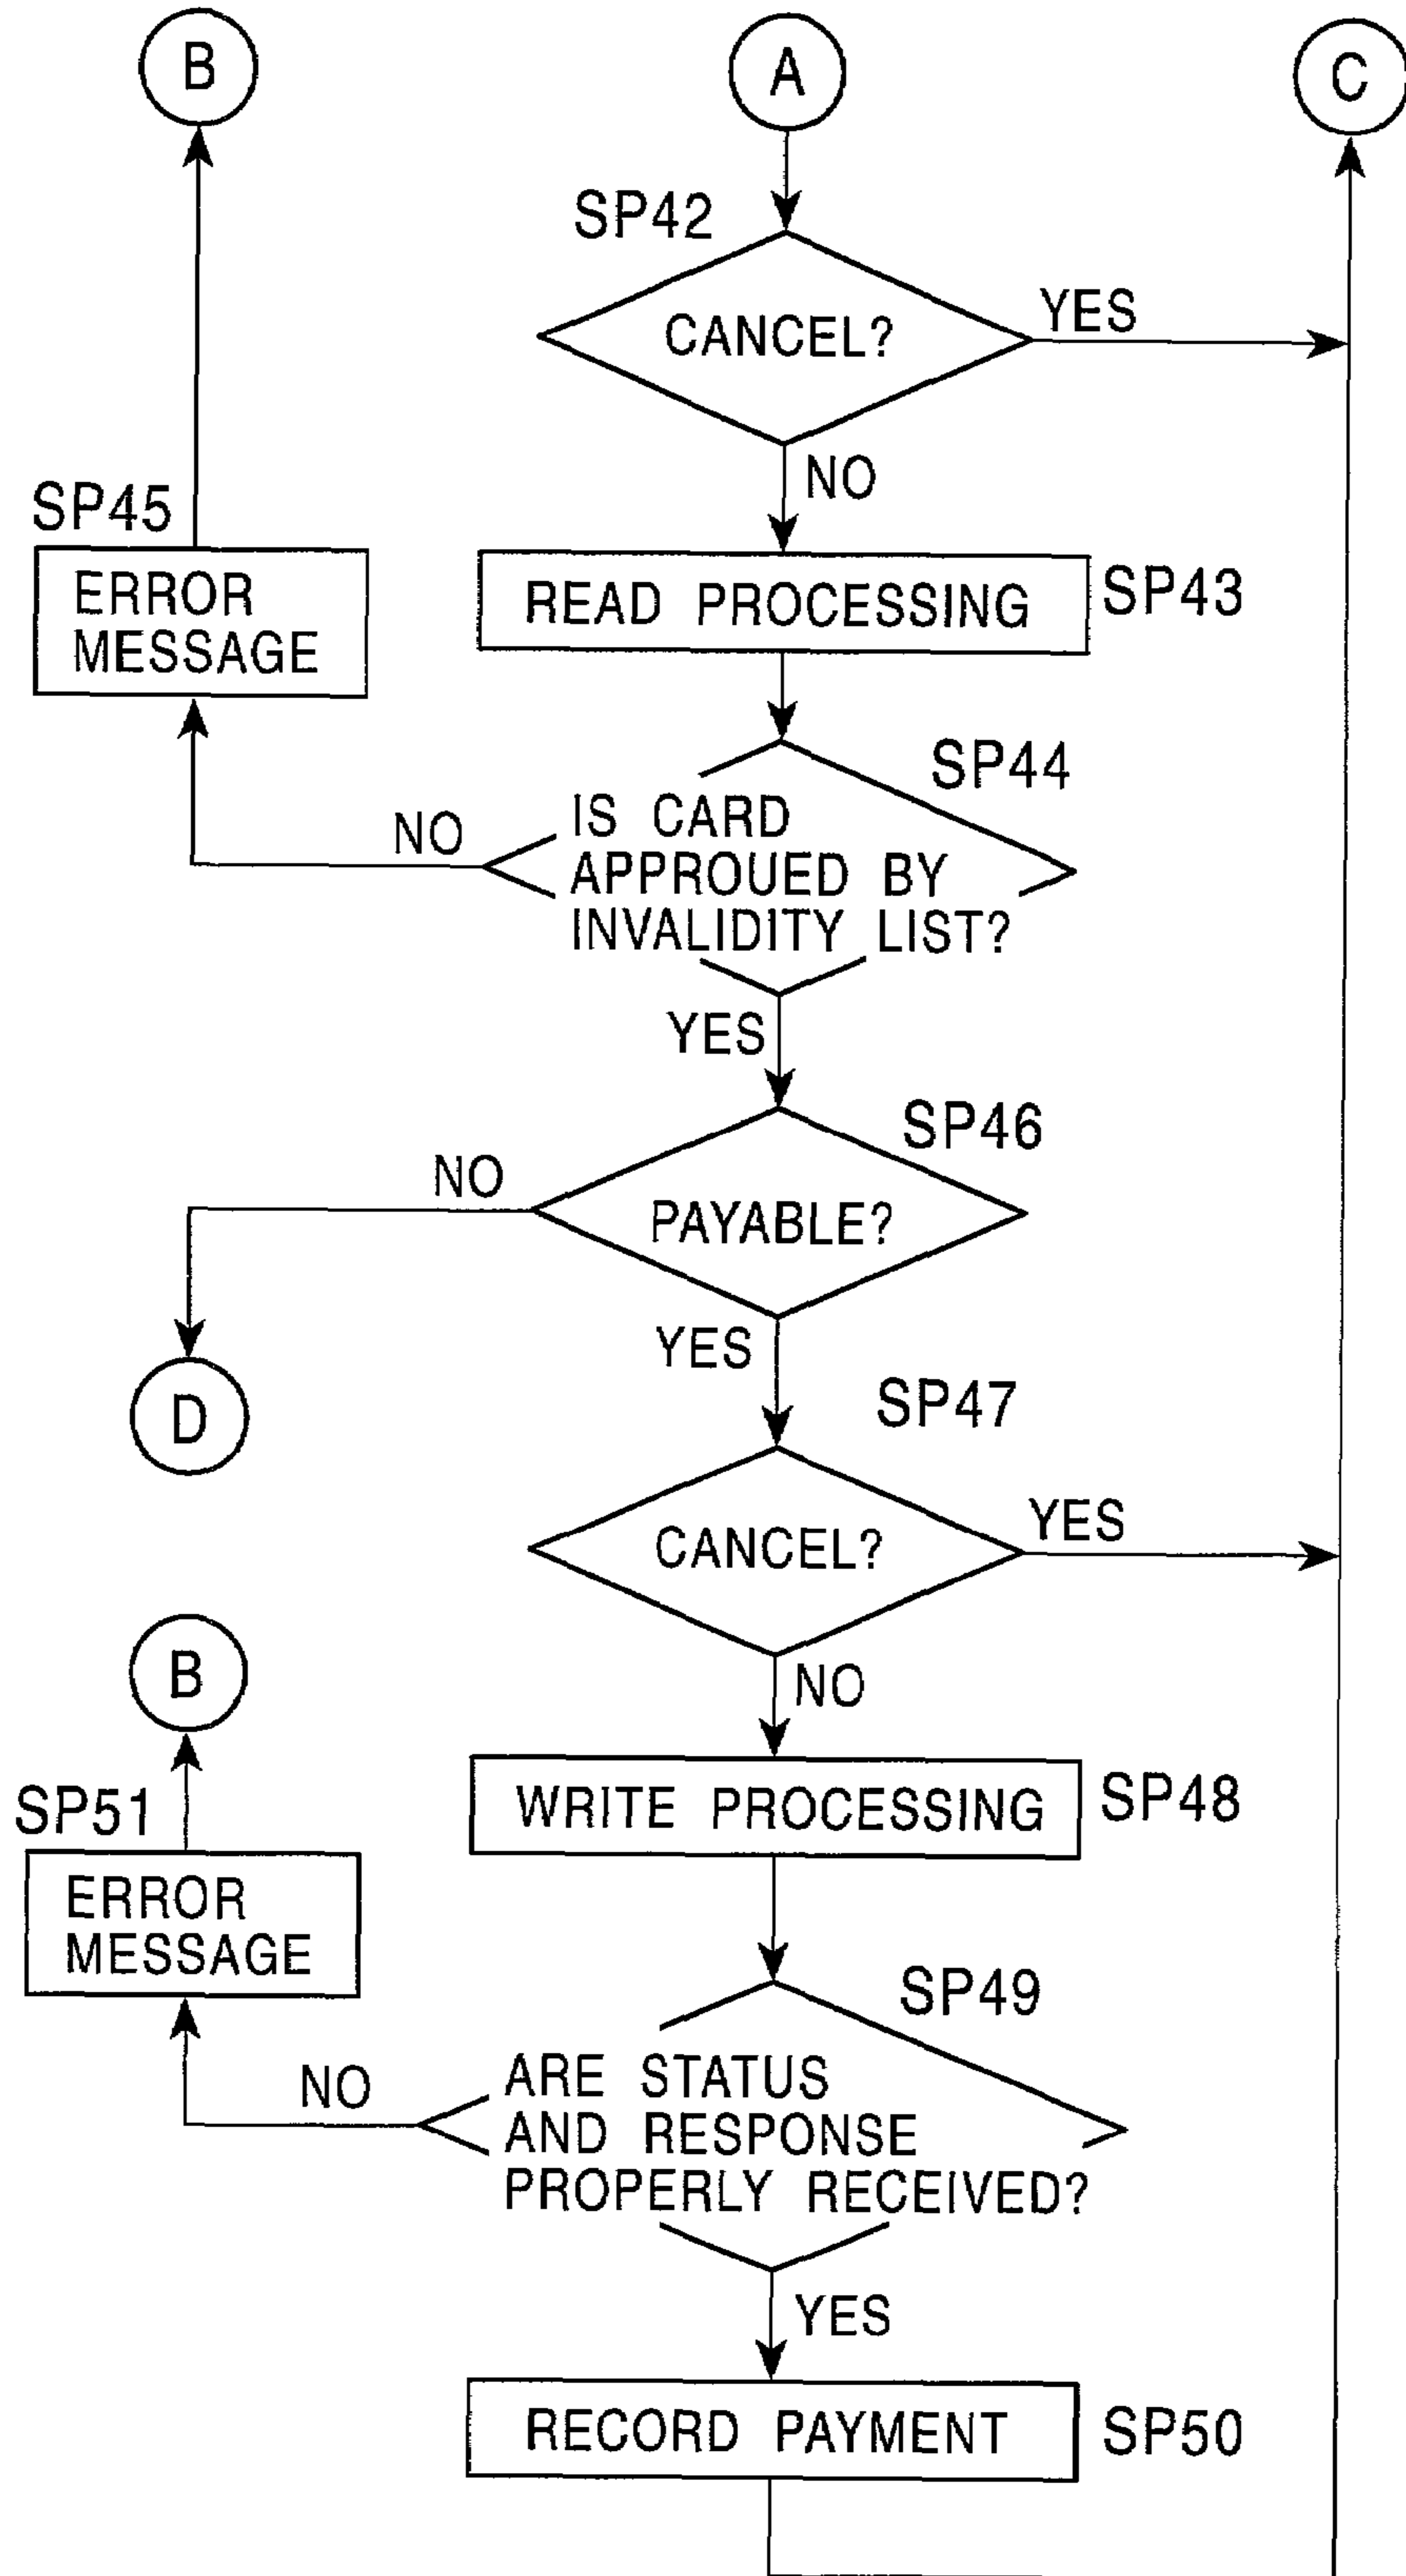 B
A
C
SP42
CANCEL?
YES
NO
SP45
ERROR
MESSAGE
READ PROCESSING
SP43
SP44
NO
IS CARD
APPROUED BY
INVALIDITY LIST?
YES
SP46
NO
PAYABLE?
D
YES
SP47
CANCEL?
YES
B
NO
SP51
ERROR
MESSAGE
WRITE PROCESSING
SP48
SP49
NO
ARE STATUS
AND RESPONSE
PROPERLY RECEIVED?
YES
RECORD PAYMENT
SP50